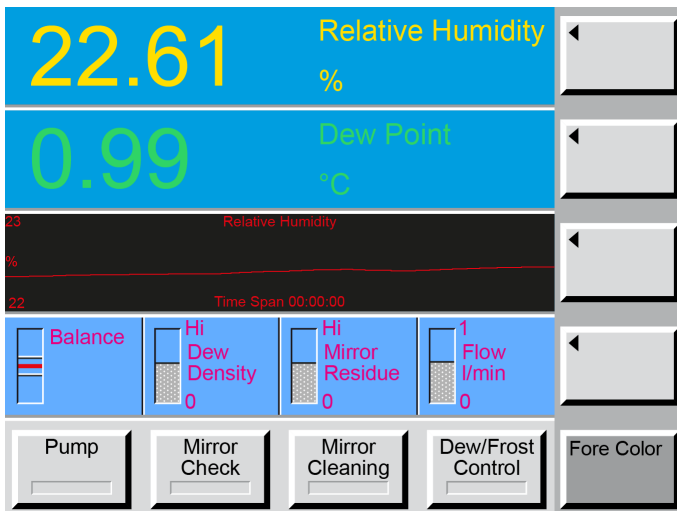 22.61
Relative Humidity
%
0.99
Dew Point
°C
23
Relative Humidity
%
22
Time Span 00:00:00
Balance
Hi
Dew
Density
0
Hi
Mirror
Residue
0
1
Flow
l/min
0
Pump
Mirror
Check
Mirror
Cleaning
Dew/Frost
Control
Fore Color